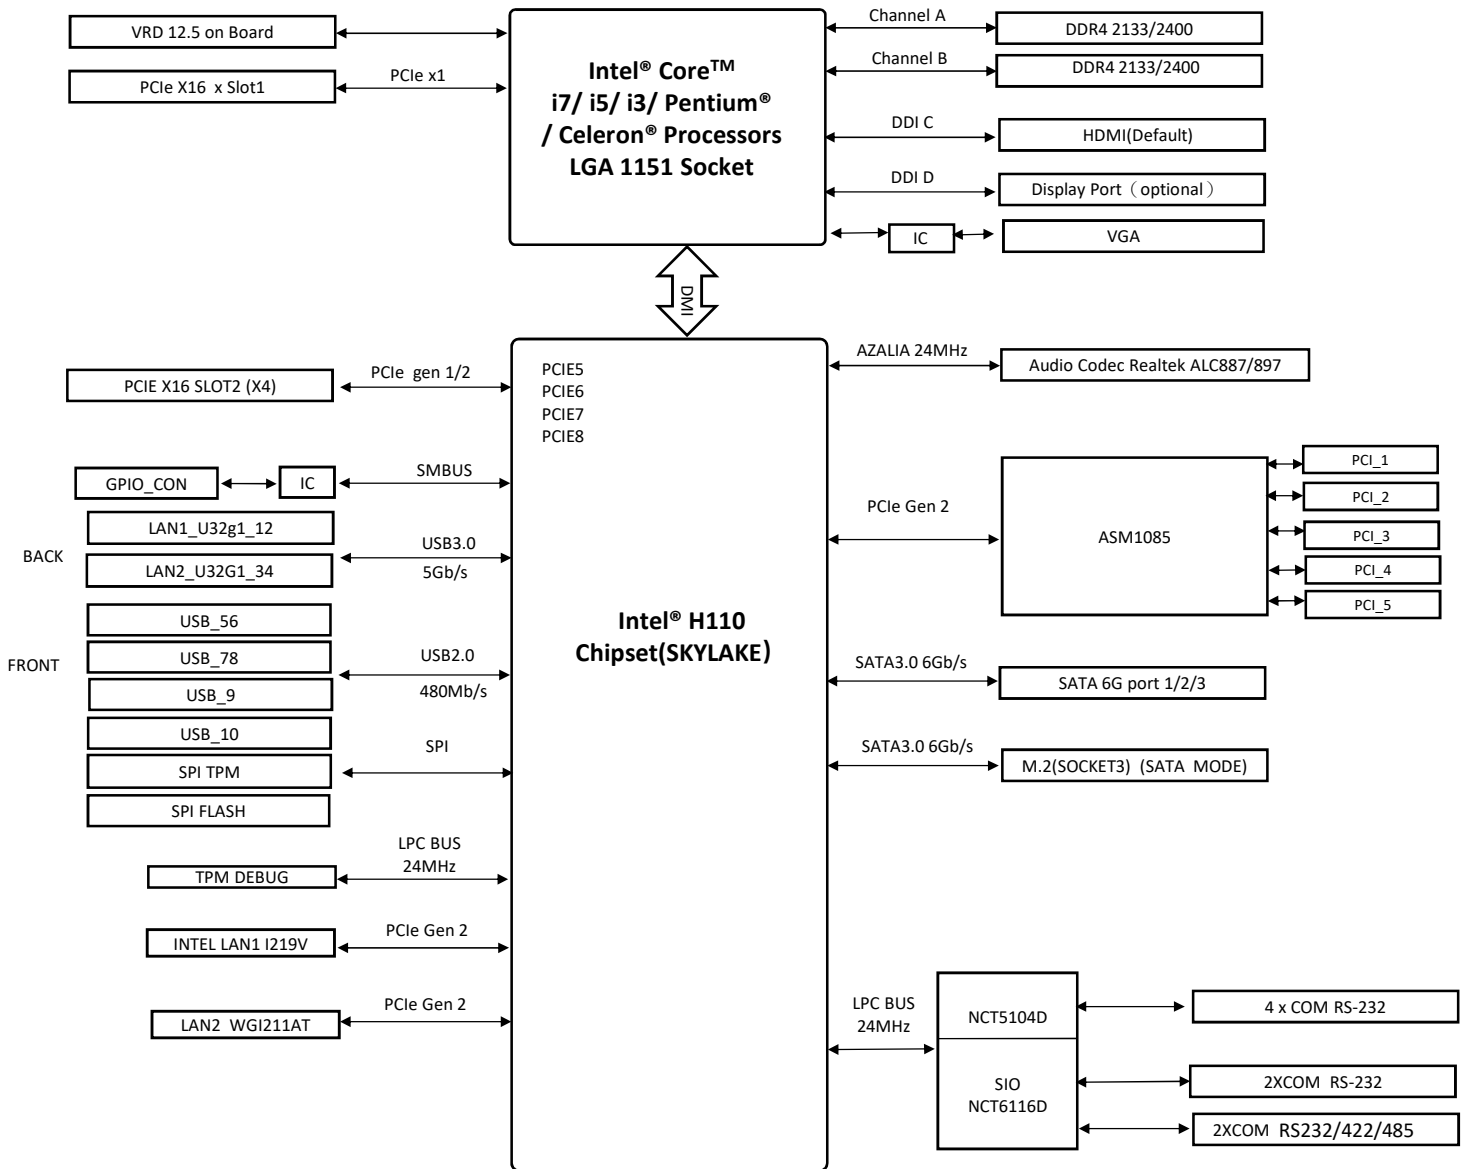 VRD 12.5 on Board
PCIe X16 x Slot1
PCIe x1
Intel® Core™
i7/ i5/ i3/ Pentium®
/ Celeron® Processors
LGA 1151 Socket
Channel A
DDR4 2133/2400
Channel B
DDR4 2133/2400
DDI C
HDMI(Default)
DDI D
Display Port（optional）
IC
VGA
DMI
PCIE X16 SLOT2 (X4)
PCIe gen 1/2
PCIE5
PCIE6
PCIE7
PCIE8
AZALIA 24MHz
Audio Codec Realtek ALC887/897
GPIO_CON
IC
SMBUS
BACK
LAN1_U32g1_12
LAN2_U32G1_34
USB3.0
5Gb/s
PCIe Gen 2
ASM1085
PCI_1
PCI_2
PCI_3
PCI_4
PCI_5
FRONT
USB_56
USB_78
USB_9
USB_10
USB2.0
480Mb/s
Intel® H110
Chipset(SKYLAKE)
SATA3.0 6Gb/s
SATA 6G port 1/2/3
SPI TPM
SPI FLASH
SPI
SATA3.0 6Gb/s
M.2(SOCKET3) (SATA MODE)
TPM DEBUG
LPC BUS
24MHz
INTEL LAN1 I219V
PCIe Gen 2
LAN2 WGI211AT
PCIe Gen 2
LPC BUS
24MHz
NCT5104D
SIO
NCT6116D
4 x COM RS-232
2XCOM RS-232
2XCOM RS232/422/485